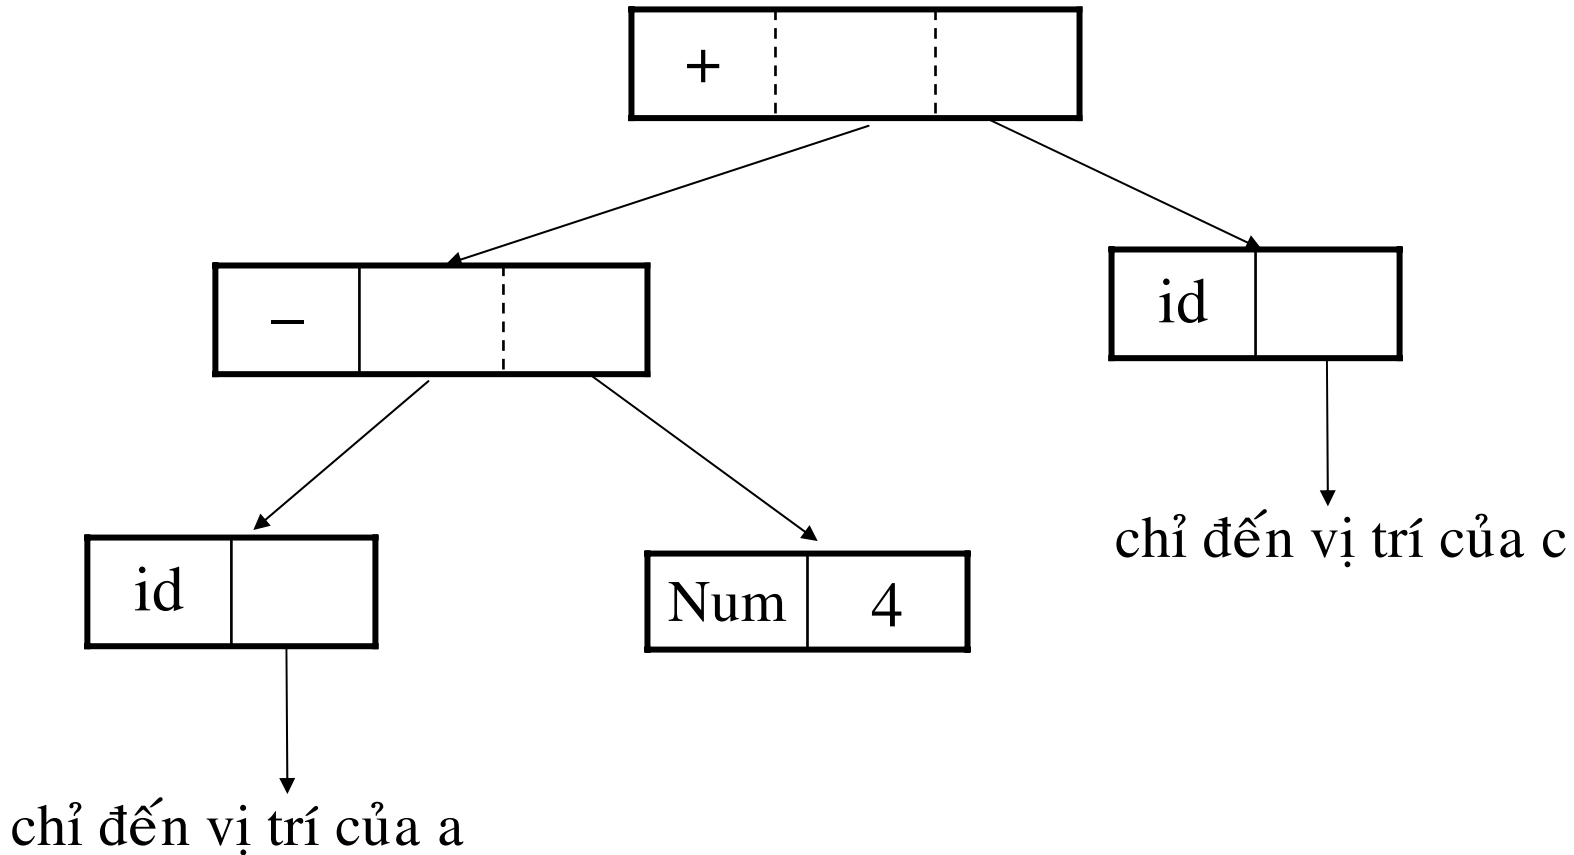 +
–
id
id
Num 4
chỉ đến vị trí của c
chỉ đến vị trí của a